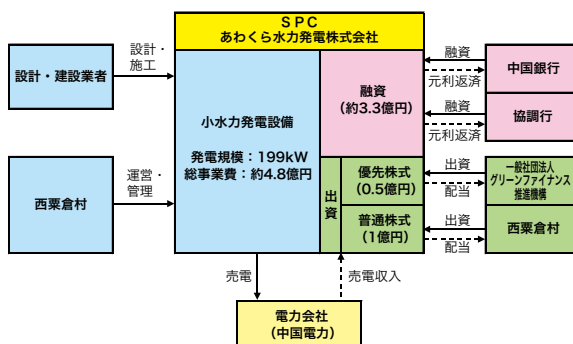 SPC
あわくら水力発電株式会社
設計・建設業者
設計・
施工
小水力発電設備
発電規模：199kW
総事業費：約4.8億円
融資
(約3.3億円)
融資
元利返済
中国銀行
融資
元利返済
協調行
西粟倉村
運営・
管理
出資
優先株式
(0.5億円)
普通株式
(1億円)
出資
配当
一般社団法人
グリーンファイナンス
推進機構
出資
配当
西粟倉村
売電
売電収入
電力会社
（中国電力）